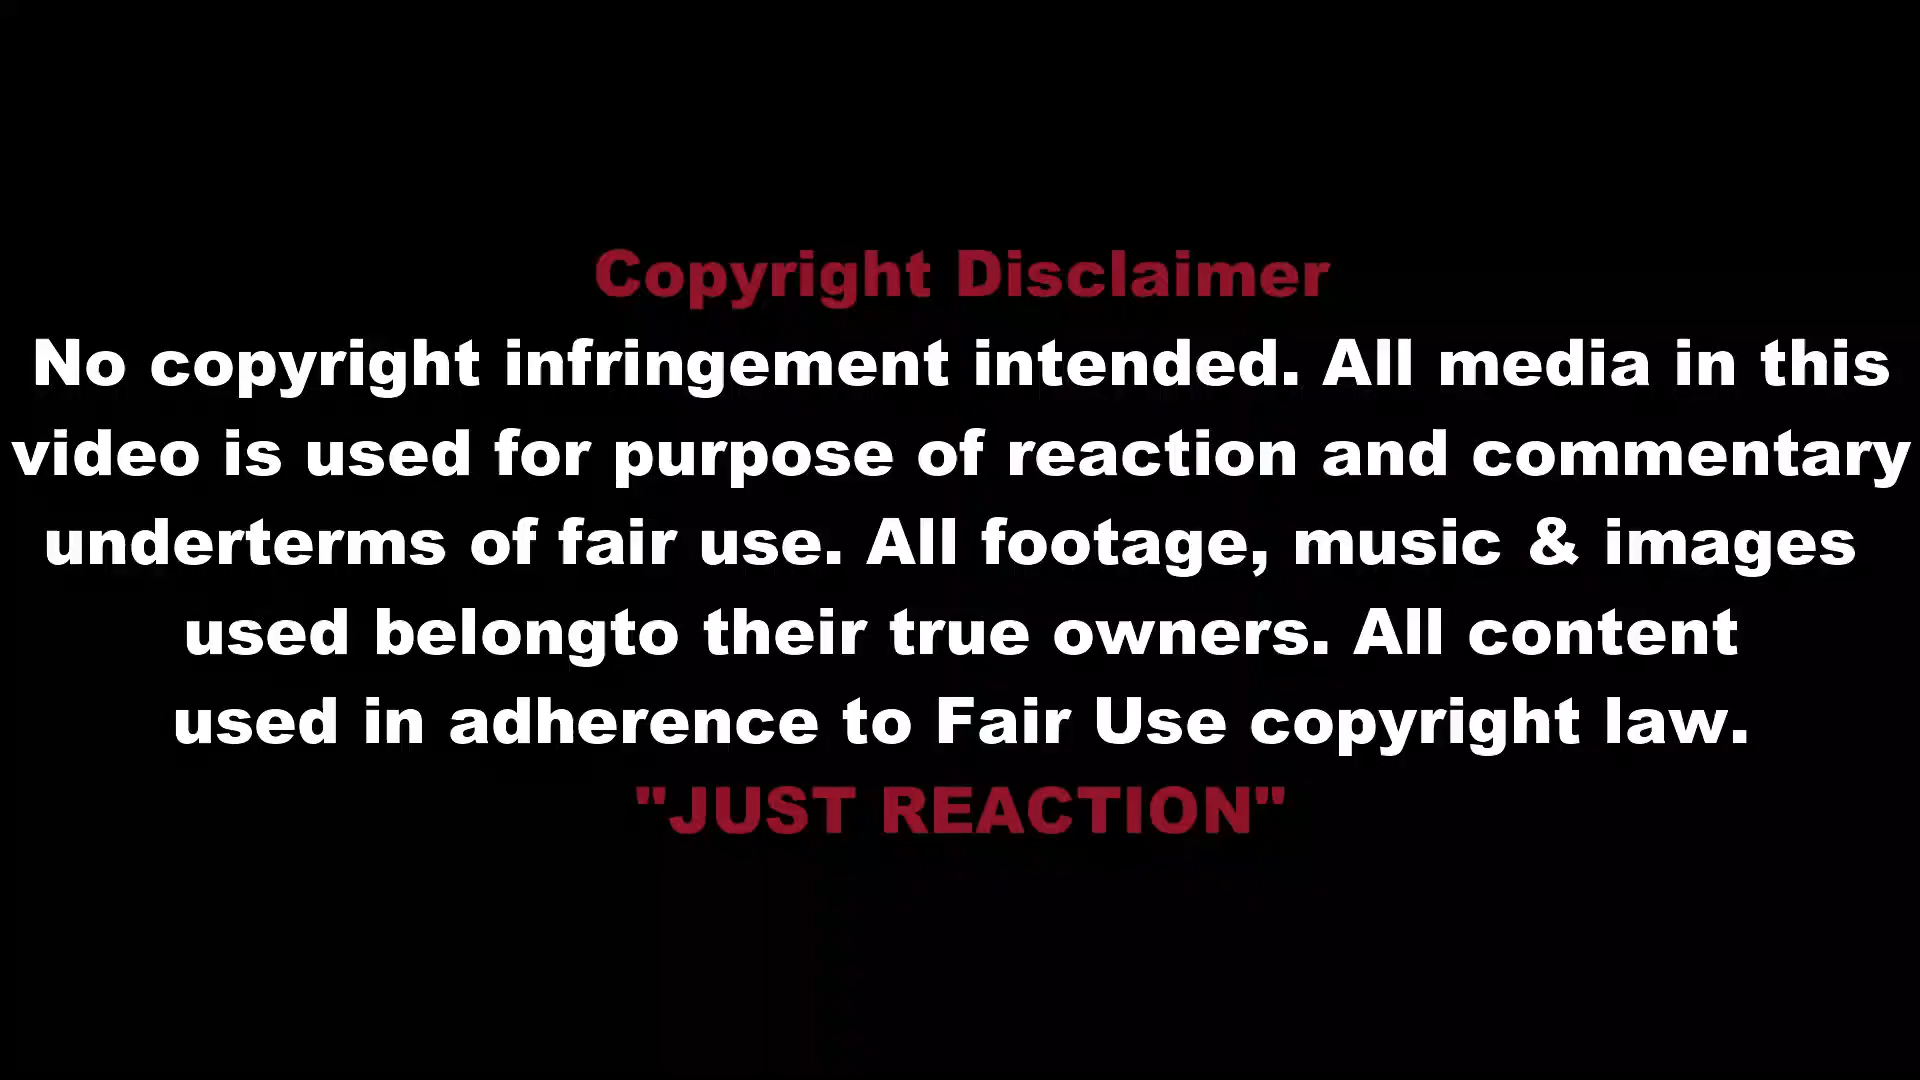 Copyright Disclaimer
No copyright infringement intended. All media in this
video is used for purpose of reaction and commentary
underterms of fair use. All footage, music & images
used belongto their true owners. All content
used in adherence to Fair Use copyright law.
"JUST REACTION"